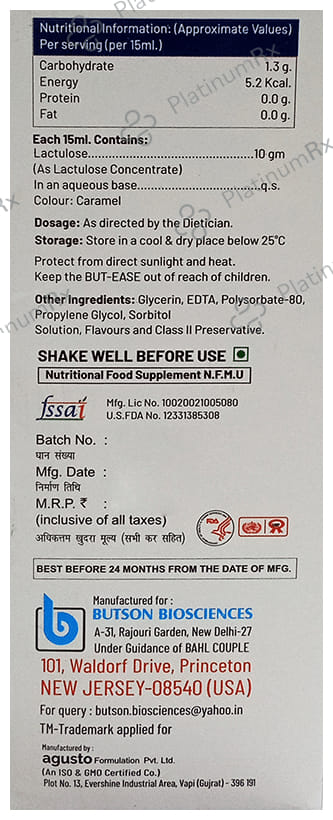 Nutritional Information: (Approximate Values)
Per serving (per 15ml.)
Carbohydrate 1.3 g.
Energy 5.2 Kcal.
Protein 0.0 g.
Fat 0.0 g.
Each 15ml. Contains:
Lactulose..................................................10 gm
(As Lactulose Concentrate)
In an aqueous base.....................................q.s.
Colour: Caramel
Dosage: As directed by the Dietician.
Storage: Store in a cool & dry place below 25°C
Protect from direct sunlight and heat.
Keep the BUT-EASE out of reach of children.
Other Ingredients: Glycerin, EDTA, Polysorbate-80,
Propylene Glycol, Sorbitol
Solution, Flavours and Class II Preservative.
SHAKE WELL BEFORE USE
Nutritional Food Supplement N.F.M.U
fssaï
Mfg. Lic No. 10020021005080
U.S.FDA No. 12331385308
Batch No. :
घान संख्या
Mfg. Date :
निर्माण तिथि
M.R.P. ₹ :
(inclusive of all taxes)
अधिकतम खुदरा मूल्य (सभी कर सहित)
FDA
BEST BEFORE 24 MONTHS FROM THE DATE OF MFG.
Manufactured for :
b BUTSON BIOSCIENCES
A-31, Rajouri Garden, New Delhi-27
Under Guidance of BAHL COUPLE
101, Waldorf Drive, Princeton
NEW JERSEY-08540 (USA)
For query : butson.biosciences@yahoo.in
TM-Trademark applied for
Manufactured by :
agusto Formulation Pvt. Ltd.
(An ISO & GMO Certified Co.)
Plot No. 13, Evershine Industrial Area, Vapi (Gujrat) - 396 191
PlatinumRx
PlatinumRx